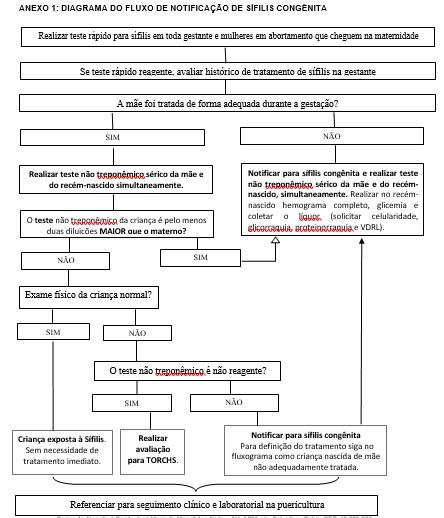 ANEXO 1: DIAGRAMA DO FLUXO DE NOTIFICAÇÃO DE SÍFILIS CONGÊNITA
Realizar teste rápido para sífilis em toda gestante e mulheres em abortamento que cheguem na maternidade
Se teste rápido reagente, avaliar histórico de tratamento de sífilis na gestante
A mãe foi tratada de forma adequada durante a gestação?
SIM
NÃO
Realizar teste não treponêmico sérico da mãe e
do recém-nascido simultaneamente.
Notificar para sífilis congênita e realizar teste
não treponêmico sérico da mãe e do recém-
nascido, simultaneamente. Realizar no recém-
nascido hemograma completo, glicemia e
coletar o líquor (solicitar celularidade,
glicorraquia, proteinorraquia e VDRL).
O teste não treponêmico da criança é pelo menos
duas diluições MAIOR que o materno?
NÃO
SIM
Exame físico da criança normal?
SIM
NÃO
O teste não treponêmico é não reagente?
SIM
NÃO
Criança exposta à Sífilis.
Sem necessidade de
tratamento imediato.
Realizar
avaliação
para TORCHS.
Notificar para sífilis congênita
Para definição do tratamento siga no
fluxograma como criança nascida de mãe
não adequadamente tratada.
Referenciar para seguimento clínico e laboratorial na puericultura